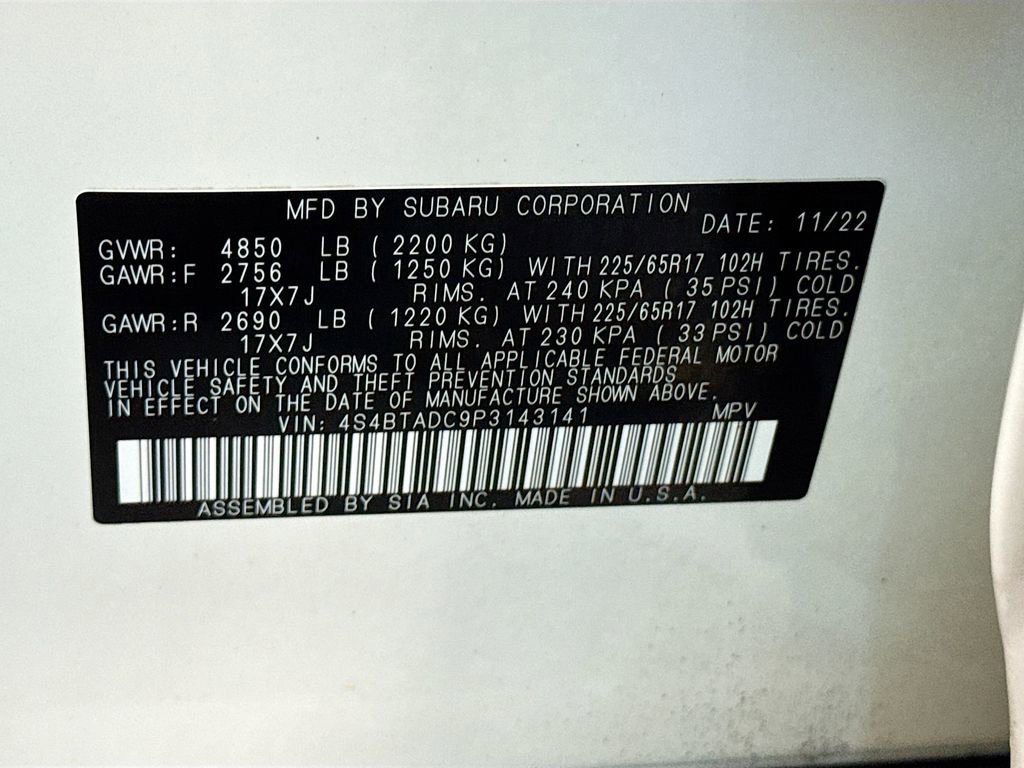 MFD BY SUBARU CORPORATION
DATE: 11/22
GVWR: 4850 LB ( 2200 KG)
GAWR:F 2756 LB ( 1250 KG) WITH 225/65R17 102H TIRES.
17X7J RIMS. AT 240 KPA ( 35 PSI) COLD
GAWR:R 2690 LB ( 1220 KG) WITH 225/65R17 102H TIRES.
17X7J RIMS. AT 230 KPA ( 33 PSI) COLD
THIS VEHICLE CONFORMS TO ALL APPLICABLE FEDERAL MOTOR
VEHICLE SAFETY AND THEFT PREVENTION STANDARDS
IN EFFECT ON THE DATE OF MANUFACTURE SHOWN ABOVE.
VIN: 4S4BTADC9P3143141 MPV
ASSEMBLED BY SIA INC. MADE IN U.S.A.